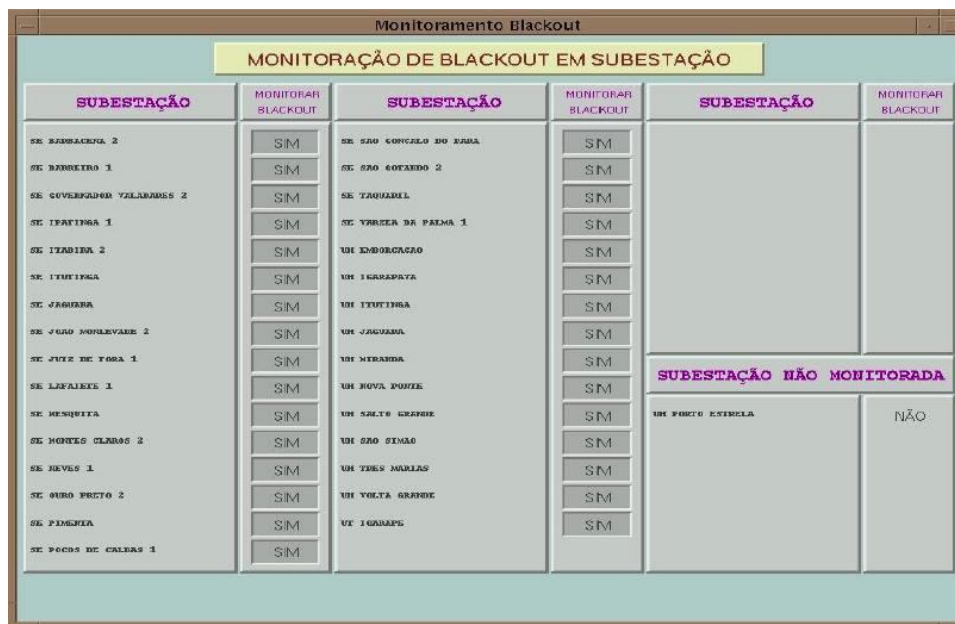 Monitoramento Blackout
MONITORAÇÃO DE BLACKOUT EM SUBESTAÇÃO
SUBESTAÇÃO
MONITORAR
BLACKOUT
SUBESTAÇÃO
MONITORAR
BLACKOUT
SUBESTAÇÃO
MONITORAR
BLACKOUT
SE BARBACENA 2 SIM
SE BARREIRO 1 SIM
SE GOVERNADOR VALADARES 2 SIM
SE IPATINGA 1 SIM
SE ITABIRA 2 SIM
SE ITUTINGA SIM
SE JAGUARA SIM
SE JOAO MONLEVADE 2 SIM
SE JUIZ DE FORA 1 SIM
SE LAFAIETE 1 SIM
SE MESQUITA SIM
SE MONTES CLAROS 2 SIM
SE NEVES 1 SIM
SE OURO PRETO 2 SIM
SE PIMENTA SIM
SE POCOS DE CALDAS 1 SIM
SE SAO GONCALO DO PARA SIM
SE SAO GOTARDO 2 SIM
SE TAQUARIL SIM
SE VARZEA DA PALMA 1 SIM
UH EMBORCACAO SIM
UH IGARAPAVA SIM
UH ITUTINGA SIM
UH JAGUARA SIM
UH MIRANDA SIM
UH NOVA PONTE SIM
UH SALTO GRANDE SIM
UH SAO SIMAO SIM
UH TRES MARIAS SIM
UH VOLTA GRANDE SIM
UT IGARAPE SIM
SUBESTAÇÃO NÃO MONITORADA
UH PORTO ESTRELA NÃO